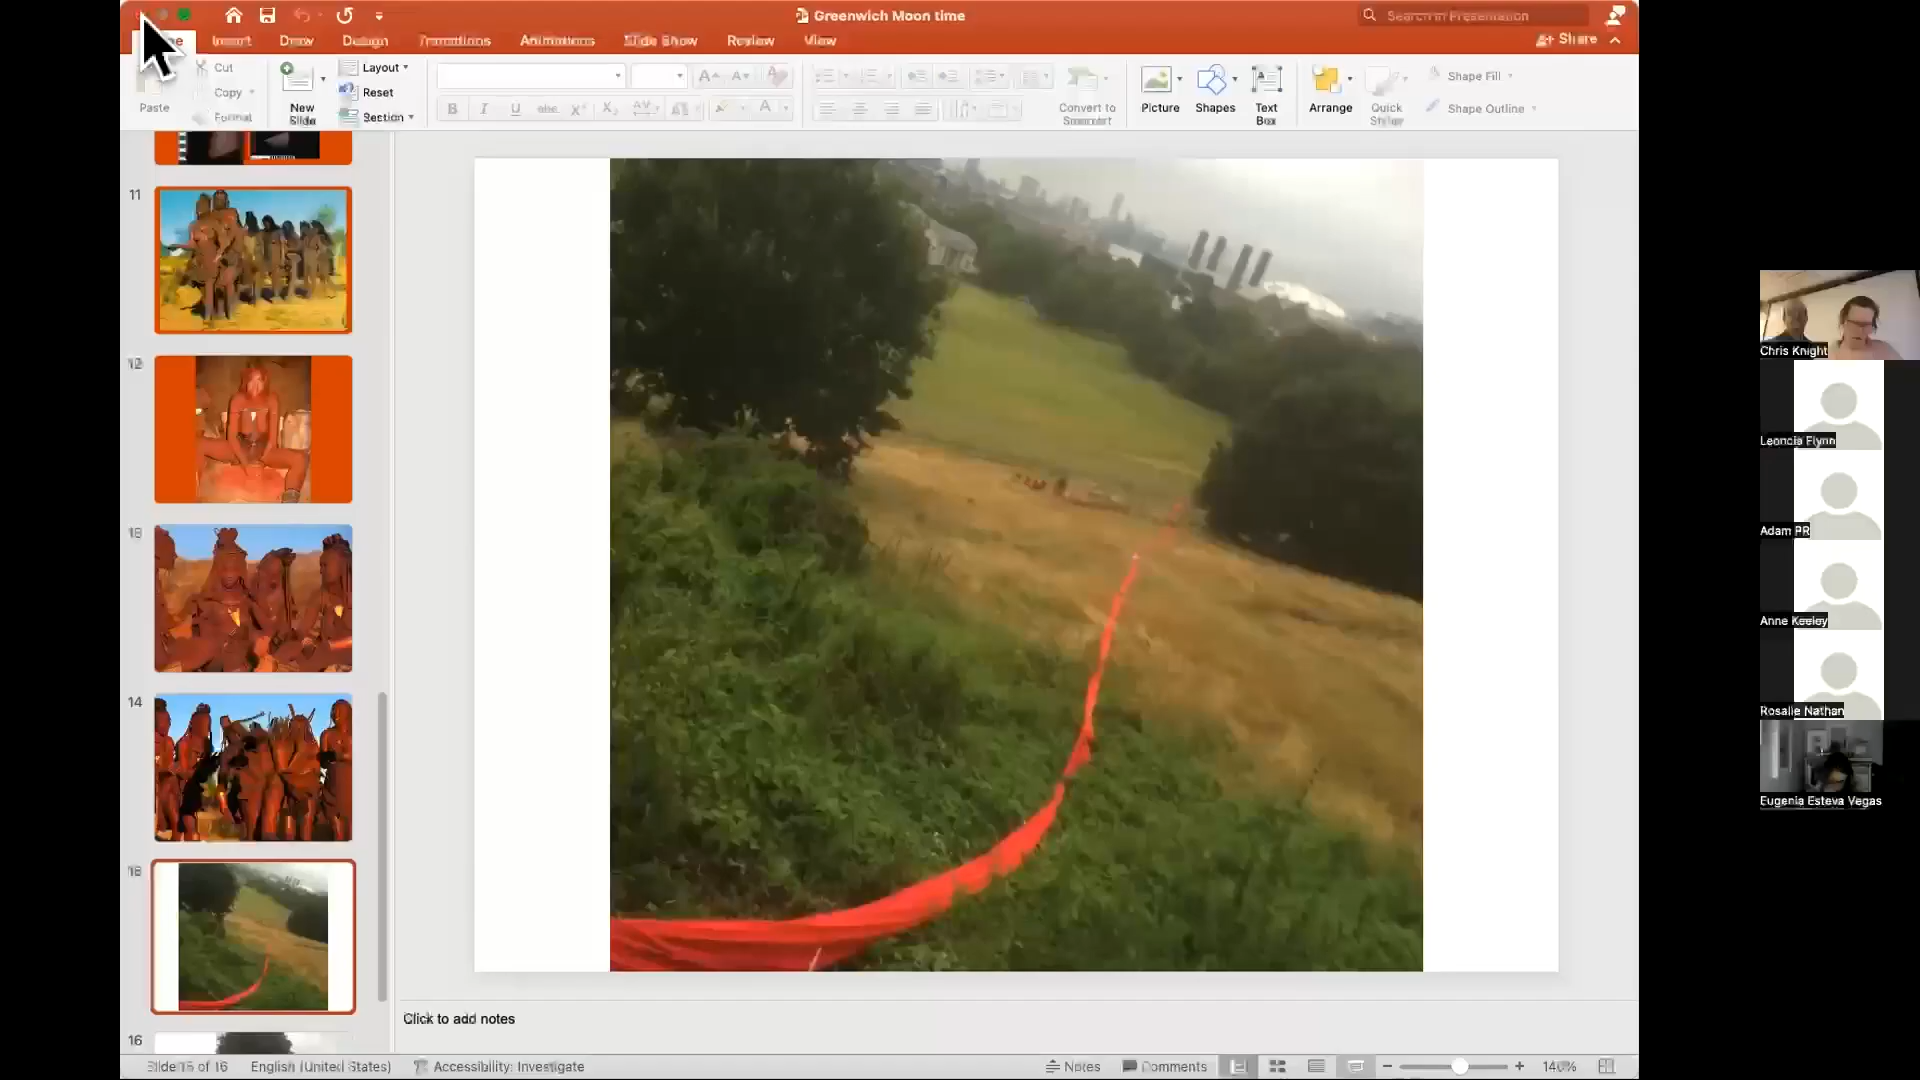 Greenwich Moon time
Search in Presentation
Insert
Draw
Design
Transitions
Animations
Slide Show
Review
View
Share
Paste
Cut
Copy
Format
New Slide
Layout
Reset
Section
Convert to SmartArt
Picture
Shapes
Text Box
Arrange
Quick Styles
Shape Fill
Shape Outline
11
12
13
14
16
Click to add notes
Slide 15 of 16
English (United States)
Accessibility: Investigate
Notes
Comments
Chris Knight
Leoncia Flynn
Adam PR
Anne Keeley
Rosalie Nathan
Eugenia Esteva Vegas